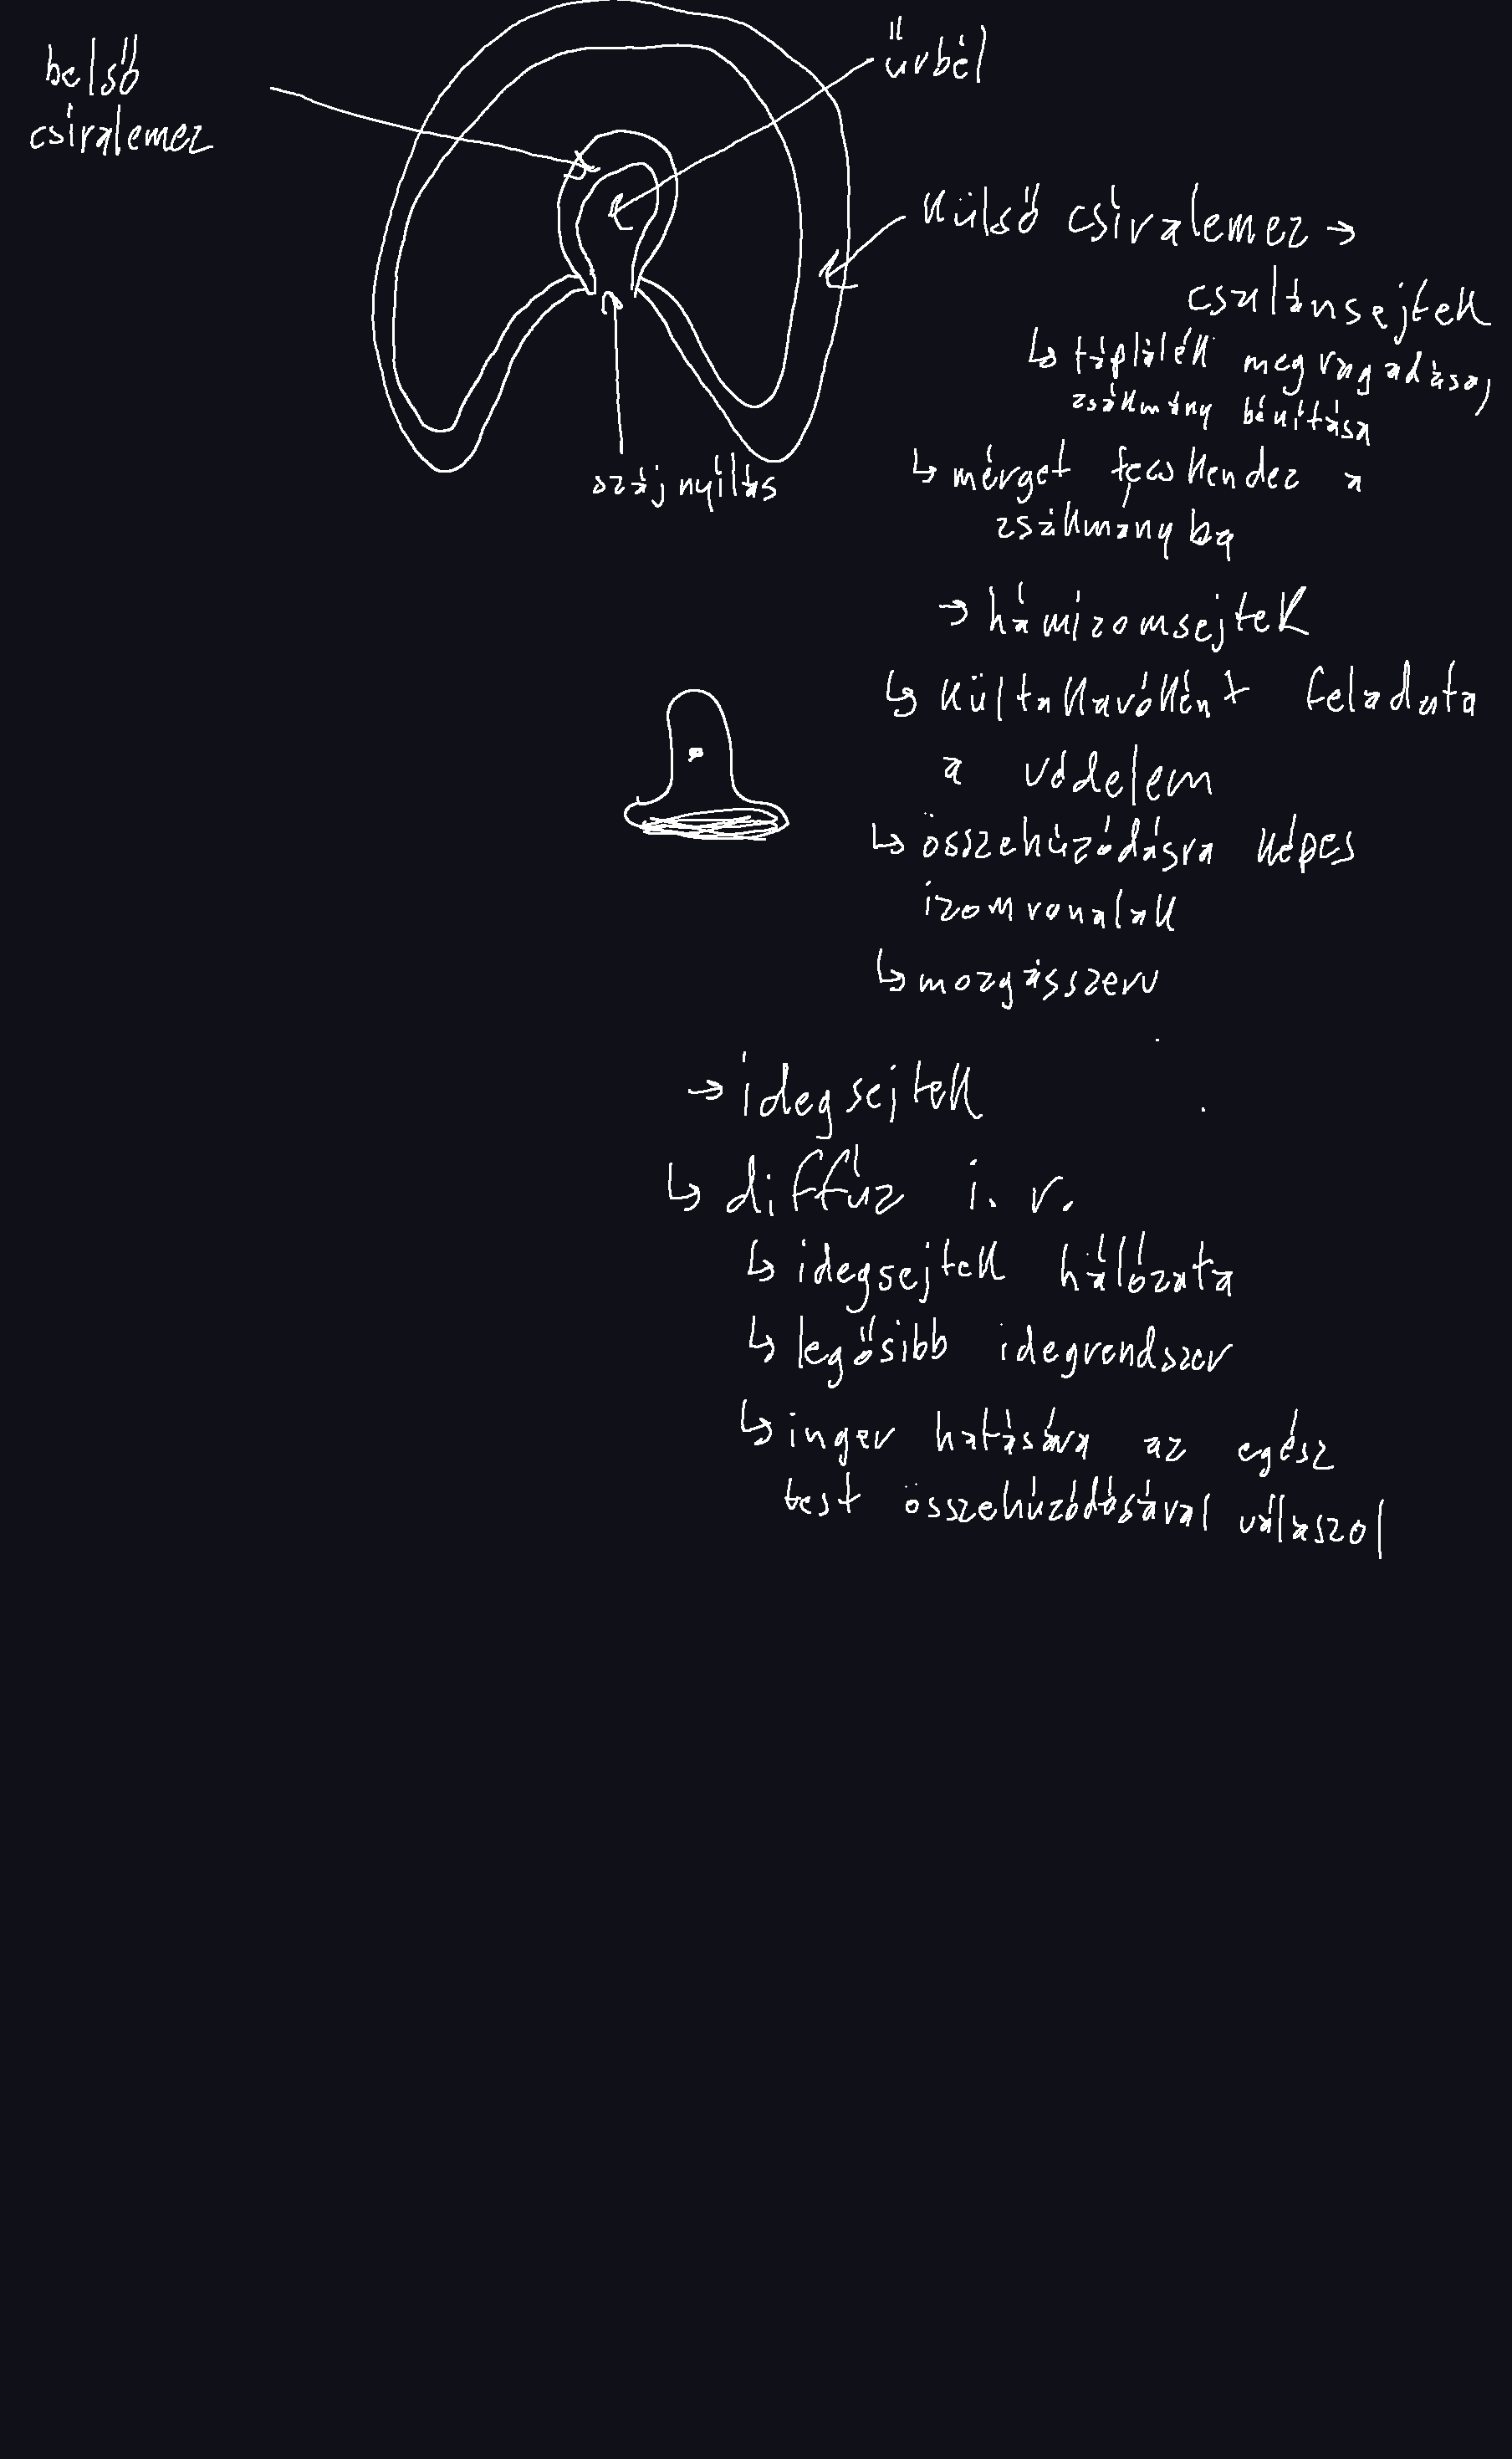 belső
csiralemez
űrbél
külső csiralemez →
csalánsejtek
↳ táplálék megragadása,
zsákmány bénítása
↳ mérget fecskendez a
zsákmányba
szájnyílás
→ hámizomsejtek
↳ kültakaróként feladata
a védelem
↳ összehúzódásra képes
izomvonalak
↳ mozgásszerv
→ idegsejtek
↳ diffúz i. r.
↳ idegsejtek hálózata
↳ legősibb idegrendszer
↳ inger hatására az egész
test összehúzódásával válaszol